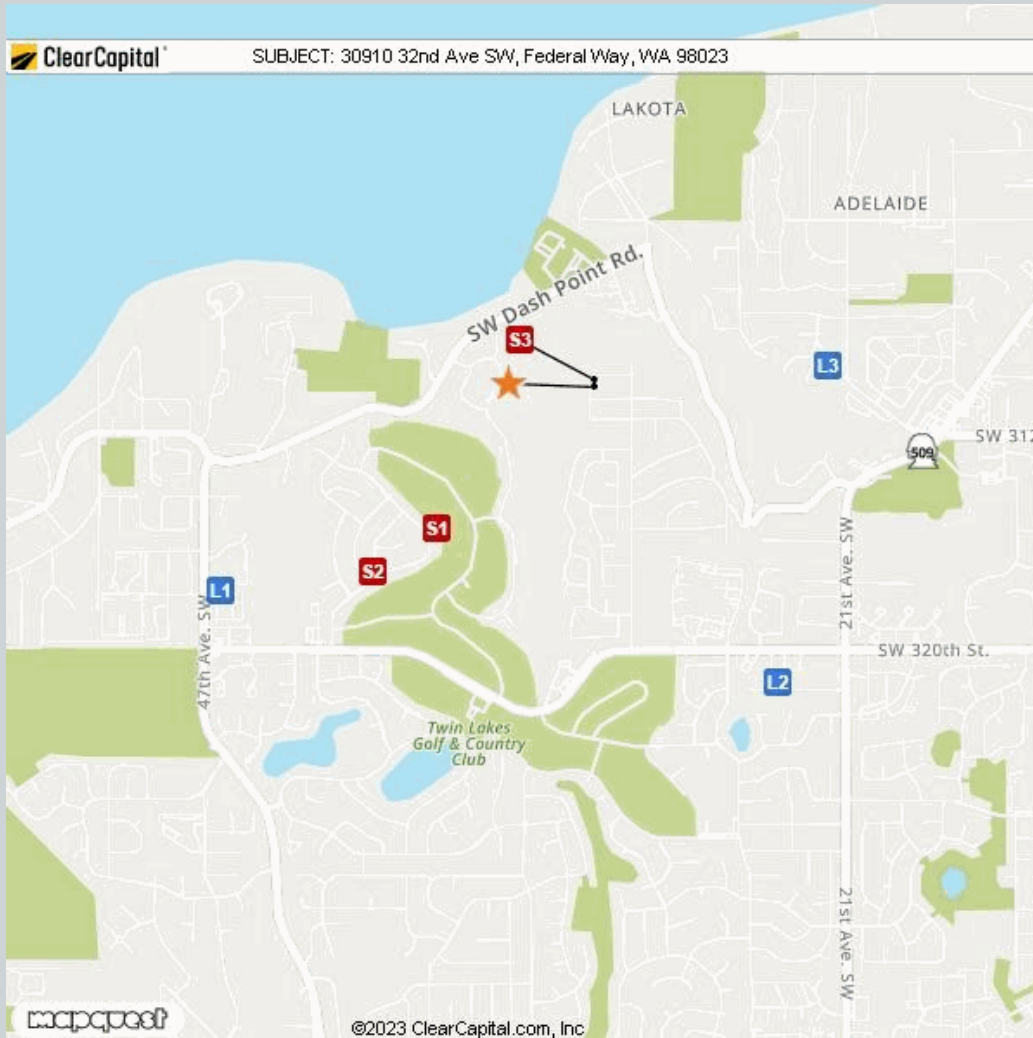 ClearCapital
SUBJECT: 30910 32nd Ave SW, Federal Way, WA 98023
LAKOTA
ADELAIDE
SW Dash Point Rd.
S3
L3
SW 312
509
S1
S2
L1
21st Ave. SW
47th Ave. SW
SW 320th St.
L2
Twin Lakes
Golf & Country
Club
21st Ave. SW
mapquest
©2023 ClearCapital.com, Inc